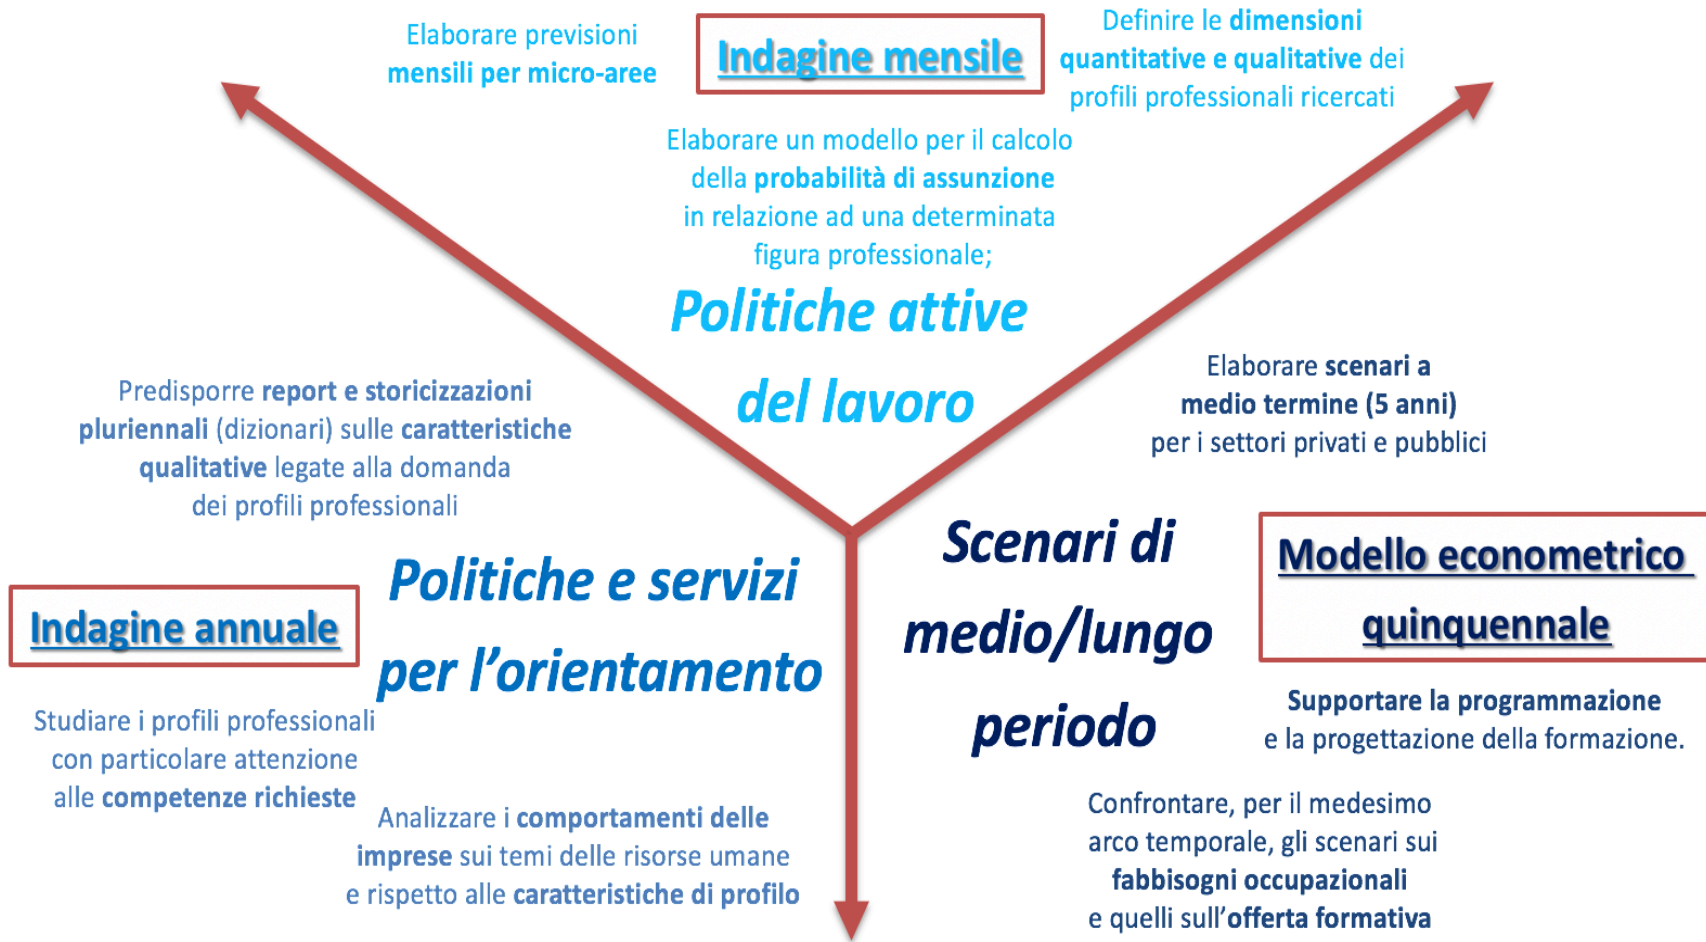 Elaborare previsioni
mensili per micro-aree
Indagine mensile
Definire le dimensioni
quantitative e qualitative dei
profili professionali ricercati
Elaborare un modello per il calcolo
della probabilità di assunzione
in relazione ad una determinata
figura professionale;
Politiche attive
del lavoro
Predisporre report e storicizzazioni
pluriennali (dizionari) sulle caratteristiche
qualitative legate alla domanda
dei profili professionali
Politiche e servizi
per l'orientamento
Indagine annuale
Studiare i profili professionali
con particolare attenzione
alle competenze richieste
Analizzare i comportamenti delle
imprese sui temi delle risorse umane
e rispetto alle caratteristiche di profilo
Elaborare scenari a
medio termine (5 anni)
per i settori privati e pubblici
Scenari di
medio/lungo
periodo
Modello econometrico
quinquennale
Supportare la programmazione
e la progettazione della formazione.
Confrontare, per il medesimo
arco temporale, gli scenari sui
fabbisogni occupazionali
e quelli sull'offerta formativa